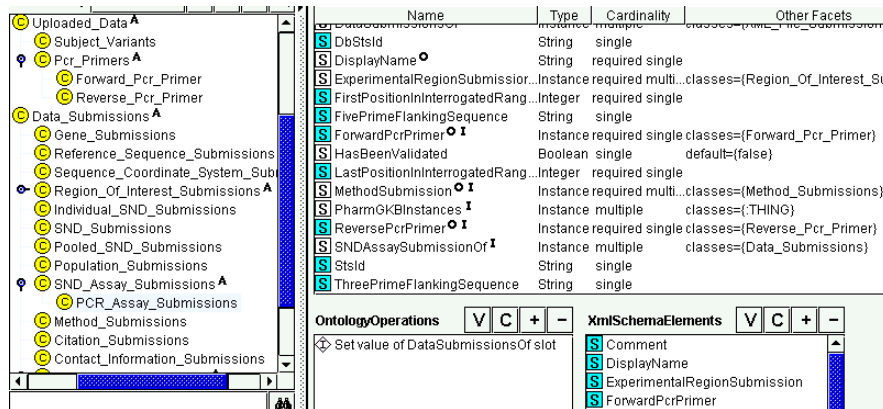 Uploaded_Data A
C Subject_Variants
C Pcr_Primers A
C Forward_Pcr_Primer
C Reverse_Pcr_Primer
C Data_Submissions A
C Gene_Submissions
C Reference_Sequence_Submissions
C Sequence_Coordinate_System_Sub
C Region_Of_Interest_Submissions A
C Individual_SND_Submissions
C SND_Submissions
C Pooled_SND_Submissions
C Population_Submissions
C SND_Assay_Submissions A
C PCR_Assay_Submissions
C Method_Submissions
C Citation_Submissions
C Contact_Information_Submissions
Name Type Cardinality Other Facets
S DbStsId String single
S DisplayName O String required single
S ExperimentalRegionSubmission... Instance required multi... classes={Region_Of_Interest_Su
S FirstPositionInInterrogatedRang... Integer required single
S FivePrimeFlankingSequence String single
S ForwardPcrPrimer O I Instance required single classes={Forward_Pcr_Primer}
S HasBeenValidated Boolean single default={false}
S LastPositionInInterrogatedRang... Integer required single
S MethodSubmission O I Instance required multi... classes={Method_Submissions}
S PharmGKBInstances I Instance multiple classes={:THING}
S ReversePcrPrimer O I Instance required single classes={Reverse_Pcr_Primer}
S SNDAssaySubmissionOf I Instance multiple classes={Data_Submissions}
S StsId String single
S ThreePrimeFlankingSequence String single
OntologyOperations V C + −
Set value of DataSubmissionsOf slot
XmlSchemaElements V C + −
S Comment
S DisplayName
S ExperimentalRegionSubmission
S ForwardPcrPrimer